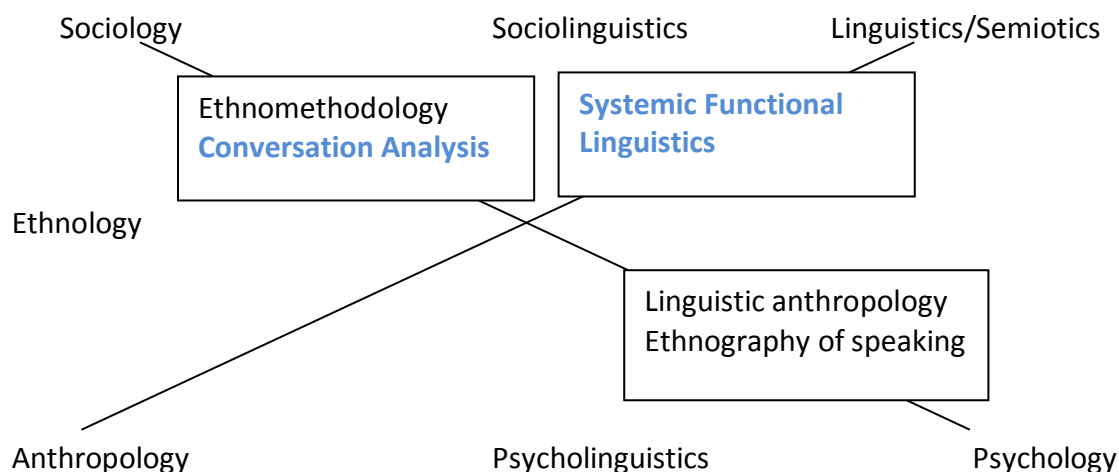 Sociology
Sociolinguistics
Linguistics/Semiotics
Ethnomethodology
Conversation Analysis
Systemic Functional
Linguistics
Ethnology
Linguistic anthropology
Ethnography of speaking
Anthropology
Psycholinguistics
Psychology